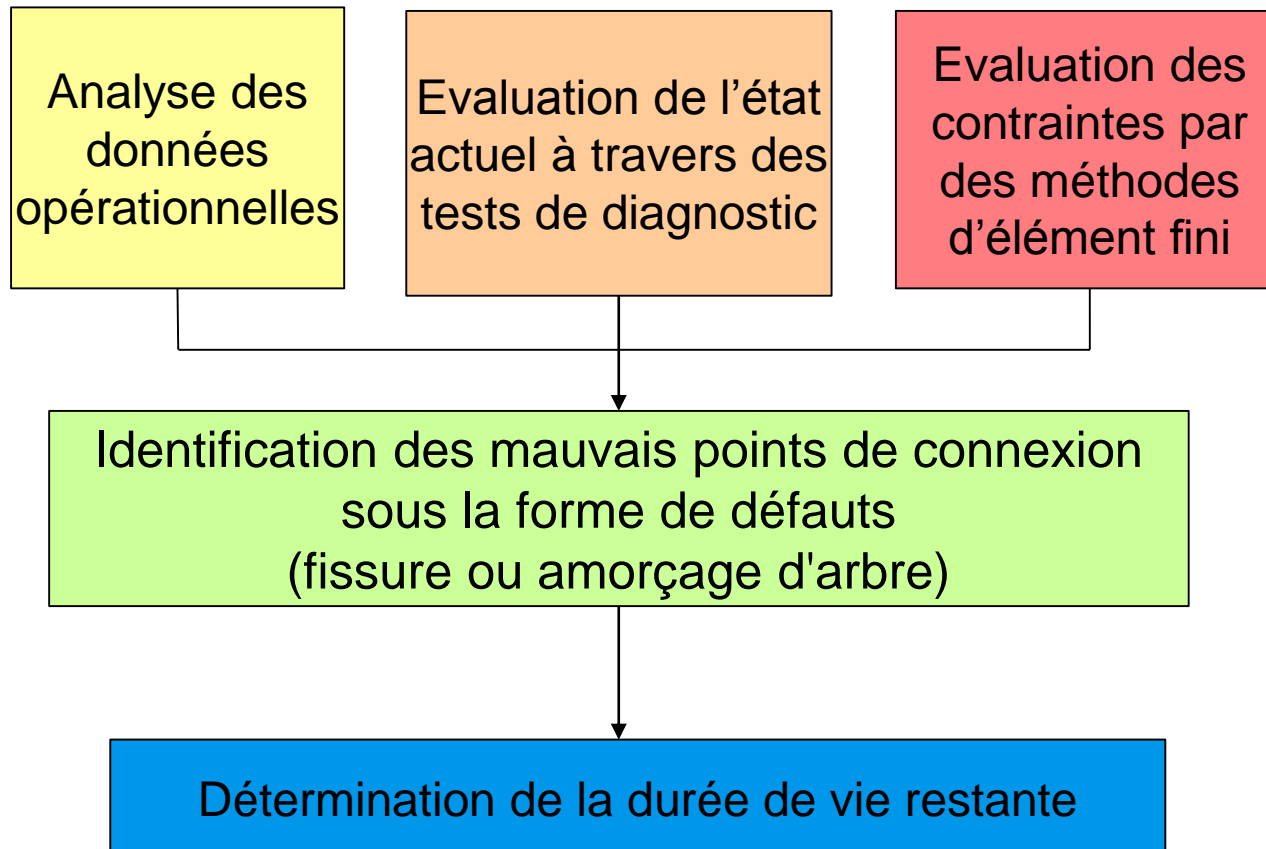 Analyse des
données
opérationnelles
Evaluation de l’état
actuel à travers des
tests de diagnostic
Evaluation des
contraintes par
des méthodes
d’élément fini
Identification des mauvais points de connexion
sous la forme de défauts
(fissure ou amorçage d'arbre)
Détermination de la durée de vie restante